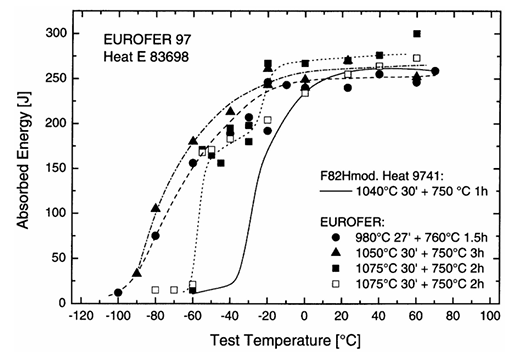 EUROFER 97
Heat E 83698
Absorbed Energy [J]
300
250
200
150
100
50
0
F82Hmod. Heat 9741:
1040°C 30' + 750 °C 1h
EUROFER:
980°C 27' + 760°C 1.5h
1050°C 30' + 750°C 3h
1075°C 30' + 750°C 2h
1075°C 30' + 750°C 2h
-120 -100 -80 -60 -40 -20 0 20 40 60 80 100
Test Temperature [°C]